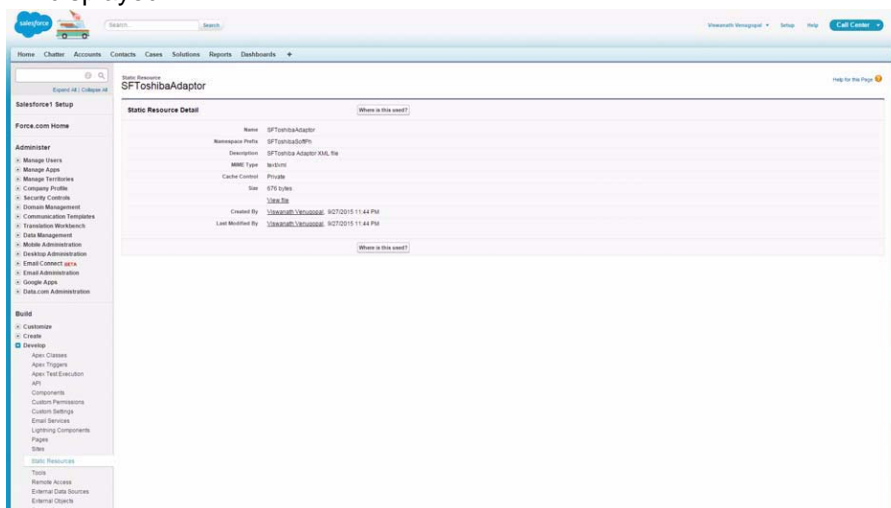 displayed
salesforce
Search...
Search
Viswanath Venugopal
Setup
Help
Call Center
Home Chatter Accounts Contacts Cases Solutions Reports Dashboards +
Expand All | Collapse All
Salesforce1 Setup
Force.com Home
Administer
Manage Users
Manage Apps
Manage Territories
Company Profile
Security Controls
Domain Management
Communication Templates
Translation Workbench
Data Management
Mobile Administration
Desktop Administration
Email Connect BETA
Email Administration
Google Apps
Data.com Administration
Build
Customize
Create
Develop
Apex Classes
Apex Triggers
Apex Test Execution
API
Components
Custom Permissions
Custom Settings
Email Services
Lightning Components
Pages
Sites
Static Resources
Tools
Remote Access
External Data Sources
External Objects
Static Resource
SFToshibaAdaptor
Help for this Page
Static Resource Detail
Where is this used?
Name SFToshibaAdaptor
Namespace Prefix SFToshibaSoftPh
Description SFToshiba Adaptor XML file
MIME Type text/xml
Cache Control Private
Size 676 bytes
View file
Created By Viswanath Venugopal, 9/27/2015 11:44 PM
Last Modified By Viswanath Venugopal, 9/27/2015 11:44 PM
Where is this used?